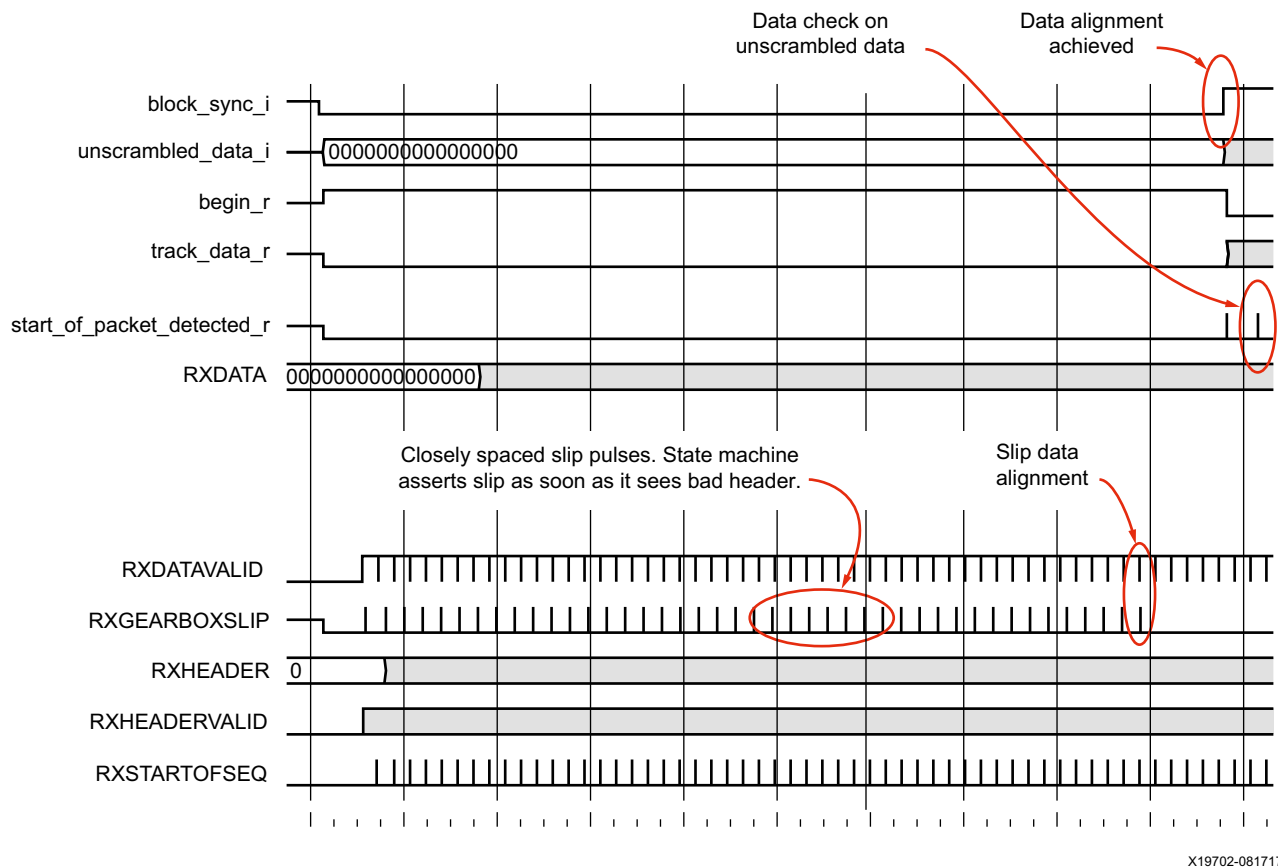 Data check on
unscrambled data
Data alignment
achieved
block_sync_i
unscrambled_data_i
0000000000000000
begin_r
track_data_r
start_of_packet_detected_r
RXDATA
0000000000000000
Closely spaced slip pulses. State machine
asserts slip as soon as it sees bad header.
Slip data
alignment
RXDATAVALID
RXGEARBOXSLIP
RXHEADER
0
RXHEADERVALID
RXSTARTOFSEQ
X19702-081717